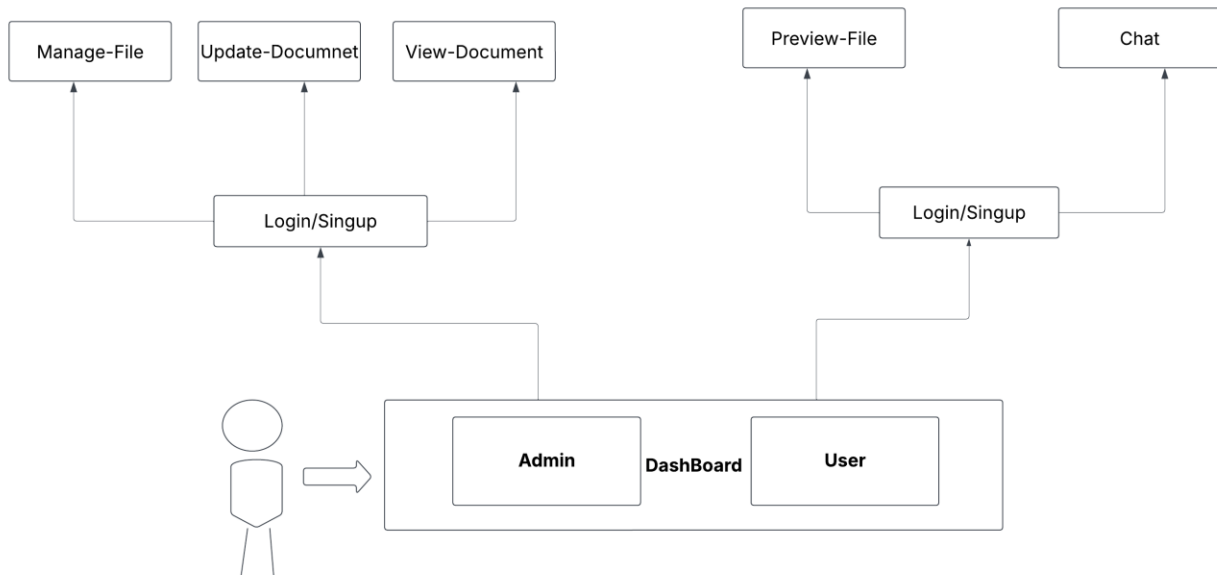 Manage-File
Update-Documnet
View-Document
Preview-File
Chat
Login/Singup
Login/Singup
Admin
DashBoard
User